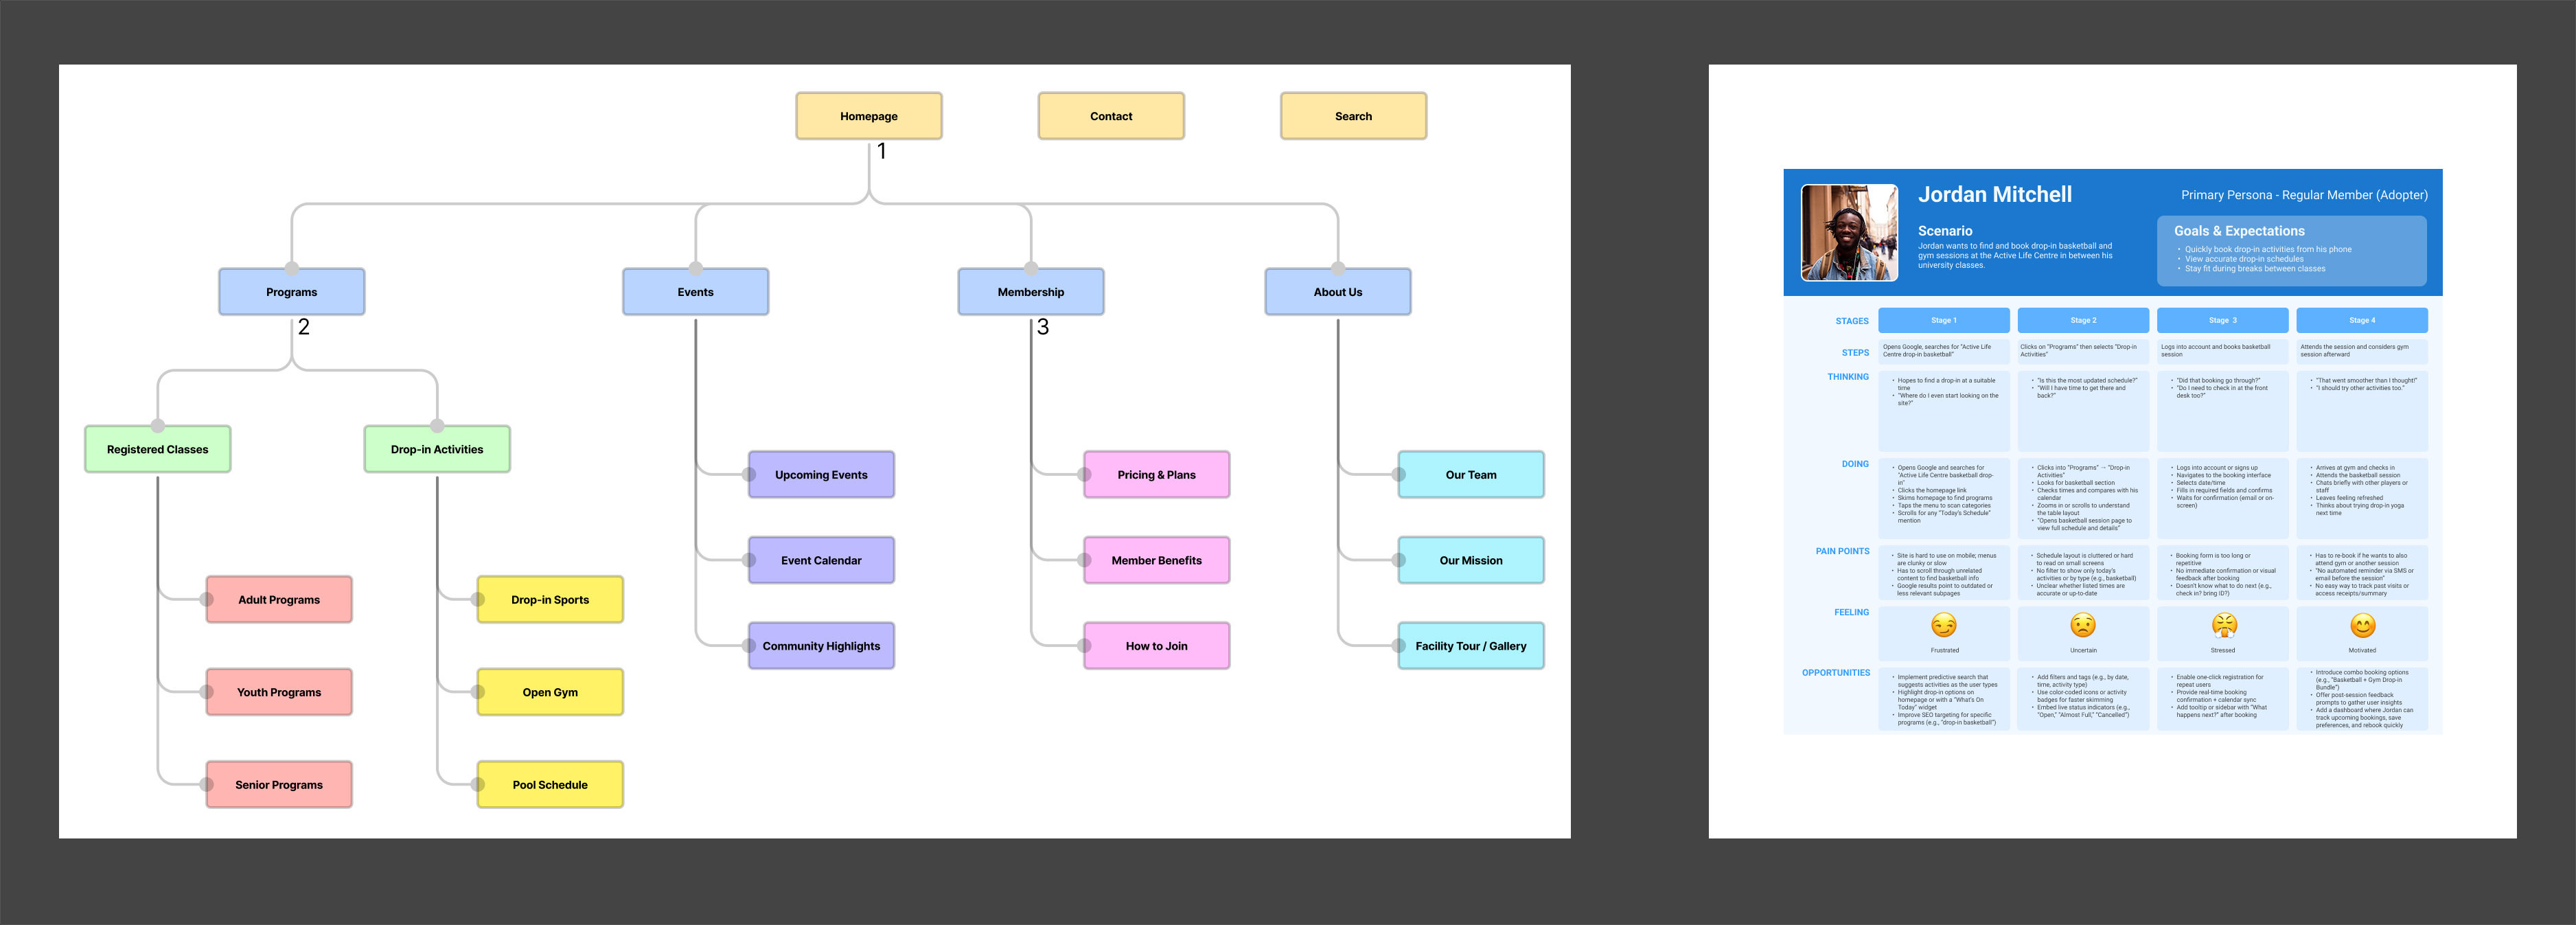 Homepage
Contact
Search
1
Programs
Events
Membership
About Us
2
3
Registered Classes
Drop-in Activities
Upcoming Events
Pricing & Plans
Our Team
Event Calendar
Member Benefits
Our Mission
Adult Programs
Drop-in Sports
Community Highlights
How to Join
Facility Tour / Gallery
Youth Programs
Open Gym
Senior Programs
Pool Schedule
Jordan Mitchell
Primary Persona - Regular Member (Adopter)
Scenario
Jordan wants to find and book drop-in basketball and
gym sessions at the Active Life Centre in between his
university classes.
Goals & Expectations
• Quickly book drop-in activities from his phone
• View accurate drop-in schedules
• Stay fit during breaks between classes
STAGES
Stage 1
Stage 2
Stage 3
Stage 4
STEPS
Opens Google, searches for "Active Life
Centre drop-in basketball"
Clicks on "Programs" then selects "Drop-in
Activities"
Logs into account and books basketball
session
Attends the session and considers gym
session afterward
THINKING
• Hopes to find a drop-in at a suitable
time
• "Where do I even start looking on the
site?"
• "Is this the most updated schedule?"
• "Will I have time to get there and
back?"
• "Did that booking go through?"
• "Do I need to check in at the front
desk too?"
• "That went smoother than I thought!"
• "I should try other activities too."
DOING
• Opens Google and searches for
"Active Life Centre basketball drop-
in"
• Clicks the homepage link
• Skims homepage to find programs
• Taps the menu to scan categories
• Scrolls for any "Today's Schedule"
mention
• Clicks into "Programs" → "Drop-in
Activities"
• Looks for basketball section
• Checks times and compares with his
calendar
• Zooms in or scrolls to understand
the table layout
• "Opens basketball session page to
view full schedule and details"
• Logs into account or signs up
• Navigates to the booking interface
• Selects date/time
• Fills in required fields and confirms
• Waits for confirmation (email or on-
screen)
• Arrives at gym and checks in
• Attends the basketball session
• Chats briefly with other players or
staff
• Leaves feeling refreshed
• Thinks about trying drop-in yoga
next time
PAIN POINTS
• Site is hard to use on mobile; menus
are clunky or slow
• Has to scroll through unrelated
content to find basketball info
• Google results point to outdated or
less relevant subpages
• Schedule layout is cluttered or hard
to read on small screens
• No filter to show only today's
activities or by type (e.g., basketball)
• Unclear whether listed times are
accurate or up-to-date
• Booking form is too long or
repetitive
• No immediate confirmation or visual
feedback after booking
• Doesn't know what to do next (e.g.,
check in? bring ID?)
• Has to re-book if he wants to also
attend gym or another session
• "No automated reminder via SMS or
email before the session"
• No easy way to track past visits or
access receipts/summary
FEELING
Frustrated
Uncertain
Stressed
Motivated
OPPORTUNITIES
• Implement predictive search that
suggests activities as the user types
• Highlight drop-in options on
homepage or with a "What's On
Today" widget
• Improve SEO targeting for specific
programs (e.g., "drop-in basketball")
• Add filters and tags (e.g., by date,
time, activity type)
• Use color-coded icons or activity
badges for faster skimming
• Embed live status indicators (e.g.,
"Open," "Almost Full," "Cancelled")
• Enable one-click registration for
repeat users
• Provide real-time booking
confirmation + calendar sync
• Add tooltip or sidebar with "What
happens next?" after booking
• Introduce combo booking options
(e.g., "Basketball + Gym Drop-in
Bundle")
• Offer post-session feedback
prompts to gather user insights
• Add a dashboard where Jordan can
track upcoming bookings, save
preferences, and rebook quickly